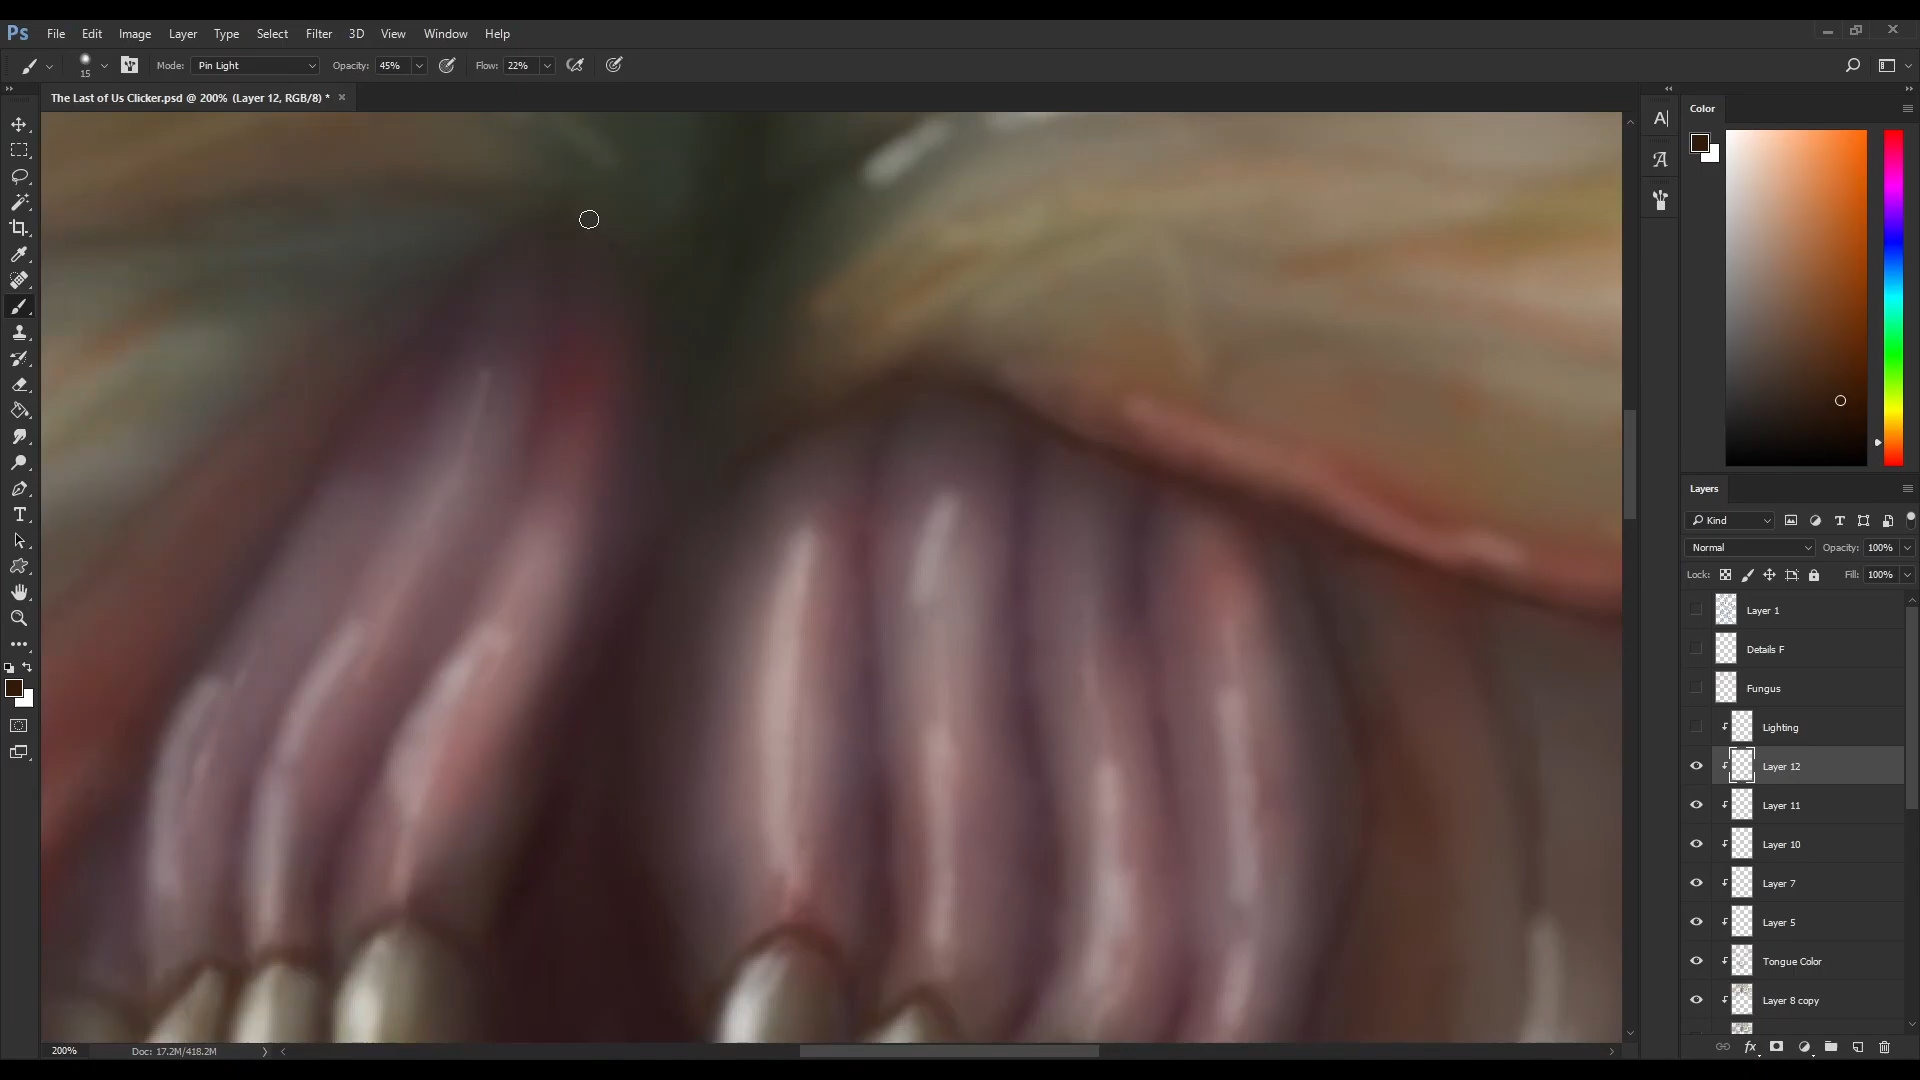 Ps File Edit Image Layer Type Select Filter 3D View Window Help
15 Mode: Pin Light Opacity: 45% Flow: 22%
The Last of Us Clicker.psd @ 200% (Layer 12, RGB/8) *
Color
Layers
Kind
Normal Opacity: 100%
Lock: Fill: 100%
Layer 1
Details F
Fungus
Lighting
Layer 12
Layer 11
Layer 10
Layer 7
Layer 5
Tongue Color
Layer 8 copy
200% Doc: 17.2M/418.2M